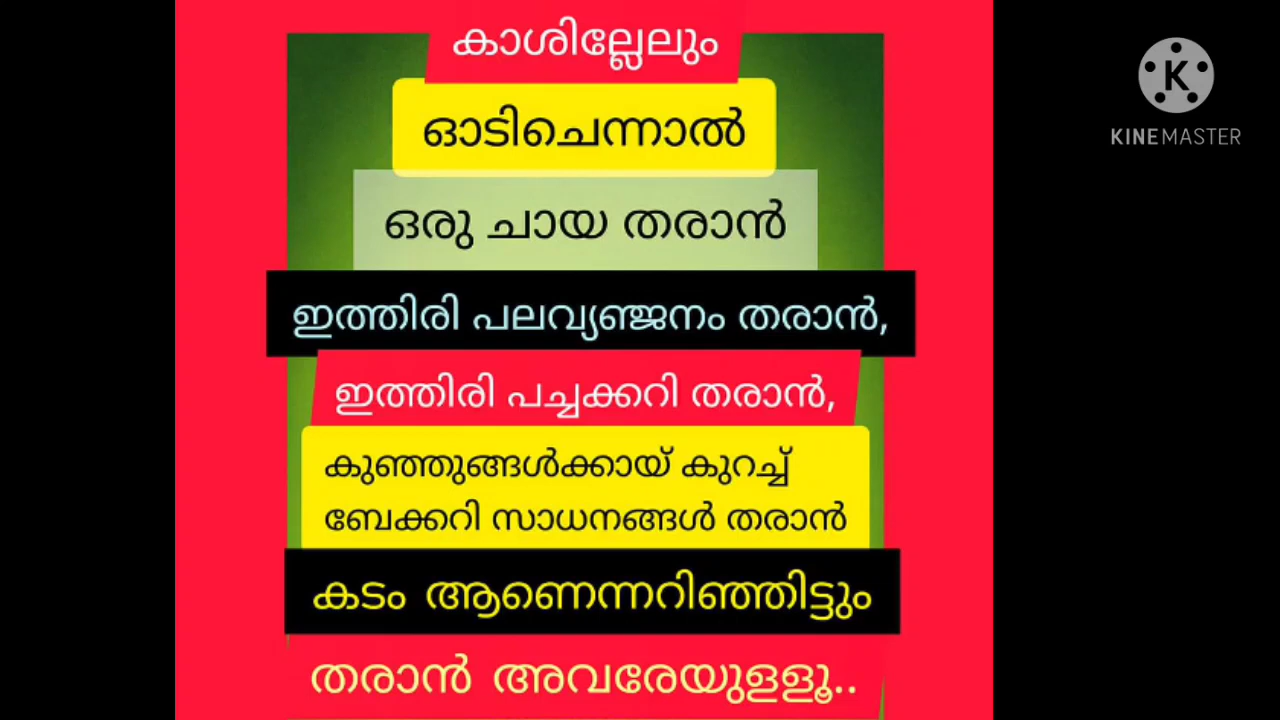 കാശില്ലേലും
ഓടിചെന്നാൽ
ഒരു ചായ തരാൻ
ഇത്തിരി പലവ്യഞ്ജനം തരാൻ,
ഇത്തിരി പച്ചക്കറി തരാൻ,
കുഞ്ഞുങ്ങൾക്കായ് കുറച്ച്
ബേക്കറി സാധനങ്ങൾ തരാൻ
കടം ആണെന്നറിഞ്ഞിട്ടും
തരാൻ അവരേയുളളൂ..
K
KINEMASTER